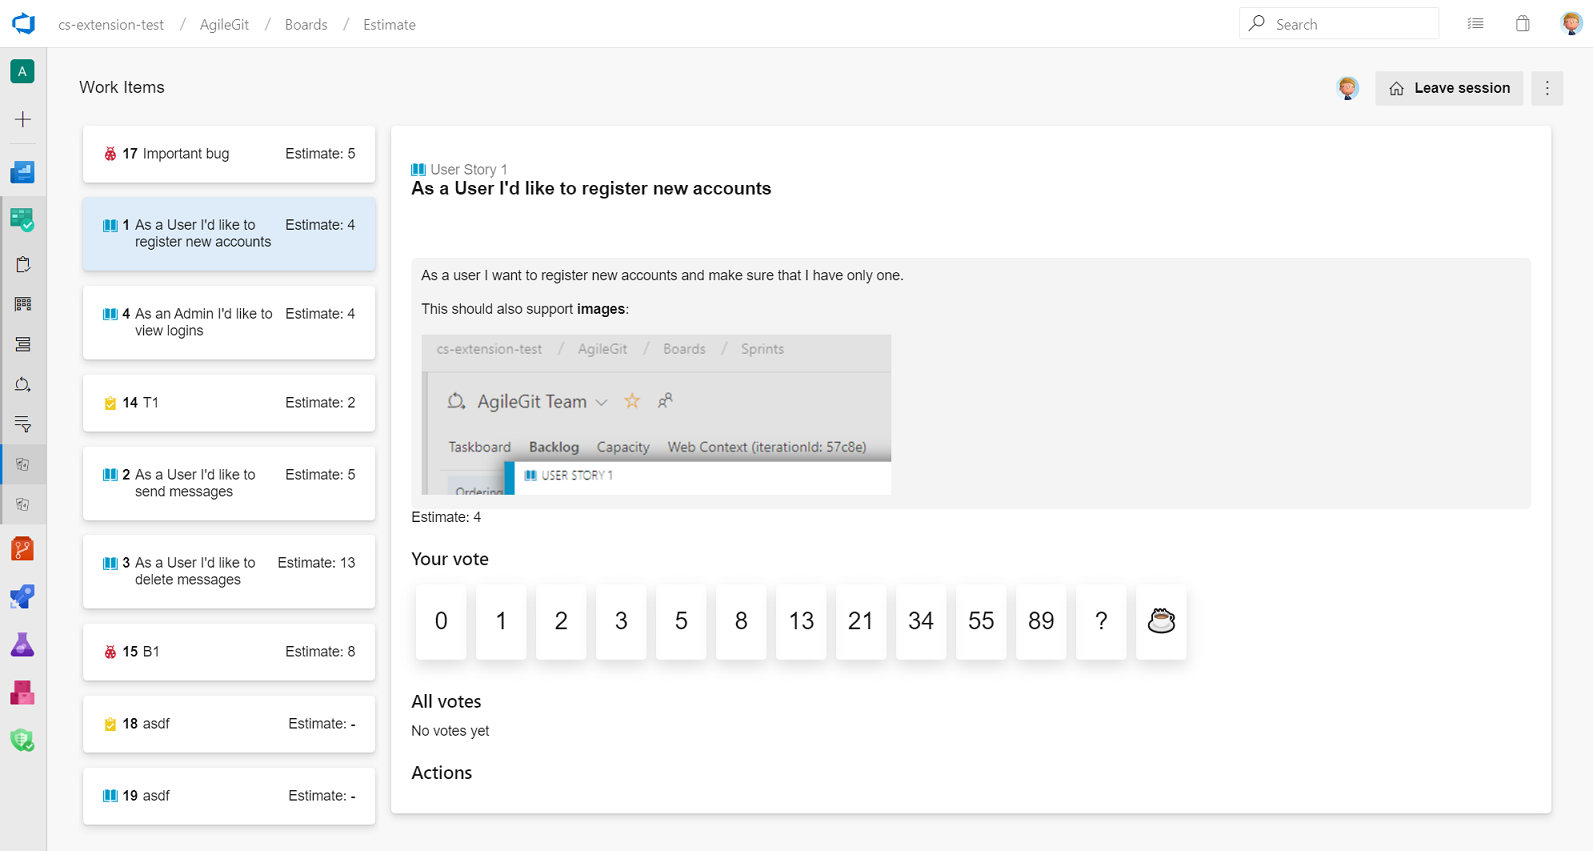 cs-extension-test / AgileGit / Boards / Estimate
Search
A
Work Items
Leave session
17 Important bug Estimate: 5
1 As a User I'd like to Estimate: 4
register new accounts
4 As an Admin I'd like to Estimate: 4
view logins
14 T1 Estimate: 2
2 As a User I'd like to Estimate: 5
send messages
3 As a User I'd like to Estimate: 13
delete messages
15 B1 Estimate: 8
18 asdf Estimate: -
19 asdf Estimate: -
User Story 1
As a User I'd like to register new accounts
As a user I want to register new accounts and make sure that I have only one.
This should also support images:
cs-extension-test / AgileGit / Boards / Sprints
AgileGit Team
Taskboard Backlog Capacity Web Context (iterationId: 57c8e)
USER STORY 1
Ordering
Estimate: 4
Your vote
0 1 2 3 5 8 13 21 34 55 89 ?
All votes
No votes yet
Actions